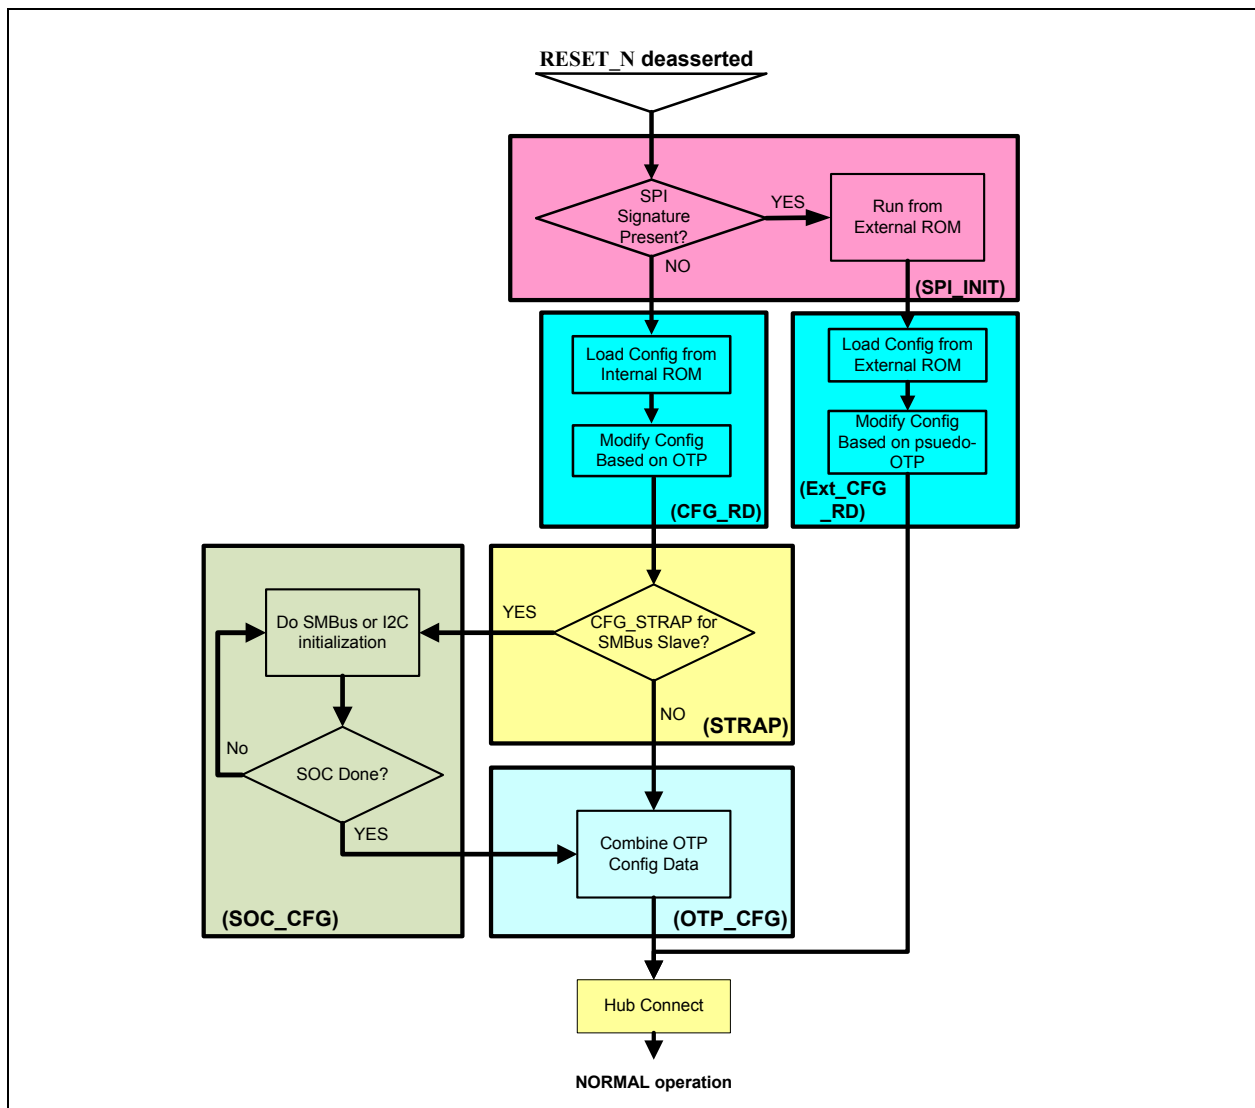 RESET_N deasserted
SPI
Signature
Present?
YES
Run from
External ROM
NO
(SPI_INIT)
Load Config from
Internal ROM
Load Config from
External ROM
Modify Config
Based on OTP
Modify Config
Based on psuedo-
OTP
(CFG_RD)
(Ext_CFG
_RD)
Do SMBus or I2C
initialization
YES
CFG_STRAP for
SMBus Slave?
NO
(STRAP)
No
SOC Done?
YES
Combine OTP
Config Data
(SOC_CFG)
(OTP_CFG)
Hub Connect
NORMAL operation